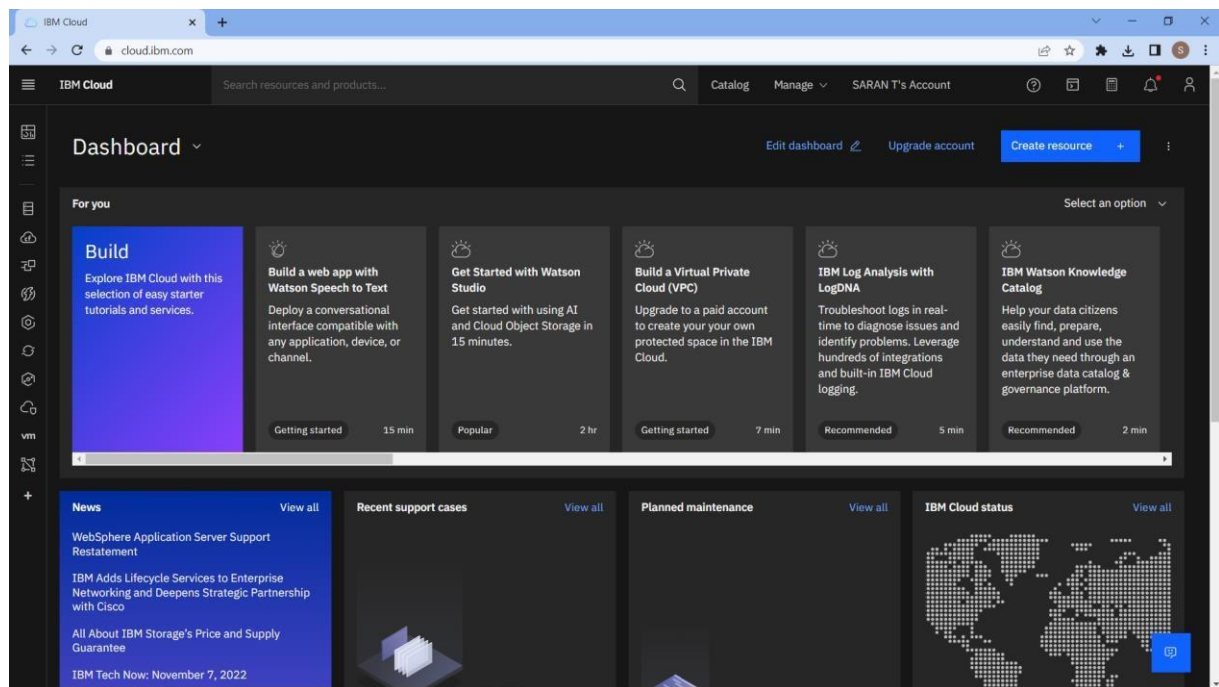 IBM Cloud
cloud.ibm.com
S
IBM Cloud
Search resources and products...
Catalog
Manage
SARAN T's Account
Dashboard
Edit dashboard
Upgrade account
Create resource +
For you
Select an option
Build
Explore IBM Cloud with this
selection of easy starter
tutorials and services.
Build a web app with
Watson Speech to Text
Deploy a conversational
interface compatible with
any application, device, or
channel.
Getting started
15 min
Get Started with Watson
Studio
Get started with using AI
and Cloud Object Storage in
15 minutes.
Popular
2 hr
Build a Virtual Private
Cloud (VPC)
Upgrade to a paid account
to create your your own
protected space in the IBM
Cloud.
Getting started
7 min
IBM Log Analysis with
LogDNA
Troubleshoot logs in real-
time to diagnose issues and
identify problems. Leverage
hundreds of integrations
and built-in IBM Cloud
logging.
Recommended
5 min
IBM Watson Knowledge
Catalog
Help your data citizens
easily find, prepare,
understand and use the
data they need through an
enterprise data catalog &
governance platform.
Recommended
2 min
vm
News
View all
WebSphere Application Server Support
Restatement
IBM Adds Lifecycle Services to Enterprise
Networking and Deepens Strategic Partnership
with Cisco
All About IBM Storage's Price and Supply
Guarantee
IBM Tech Now: November 7, 2022
Recent support cases
View all
Planned maintenance
View all
IBM Cloud status
View all